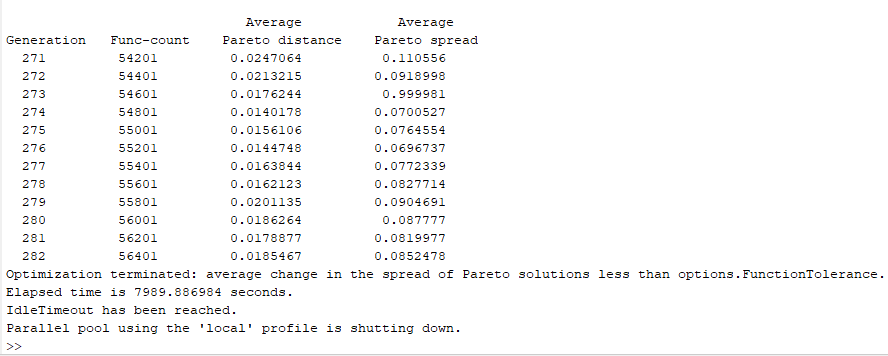 Average Average
Generation Func-count Pareto distance Pareto spread
271 54201 0.0247064 0.110556
272 54401 0.0213215 0.0918998
273 54601 0.0176244 0.999981
274 54801 0.0140178 0.0700527
275 55001 0.0156106 0.0764554
276 55201 0.0144748 0.0696737
277 55401 0.0163844 0.0772339
278 55601 0.0162123 0.0827714
279 55801 0.0201135 0.0904691
280 56001 0.0186264 0.087777
281 56201 0.0178877 0.0819977
282 56401 0.0185467 0.0852478
Optimization terminated: average change in the spread of Pareto solutions less than options.FunctionTolerance.
Elapsed time is 7989.886984 seconds.
IdleTimeout has been reached.
Parallel pool using the 'local' profile is shutting down.
>>